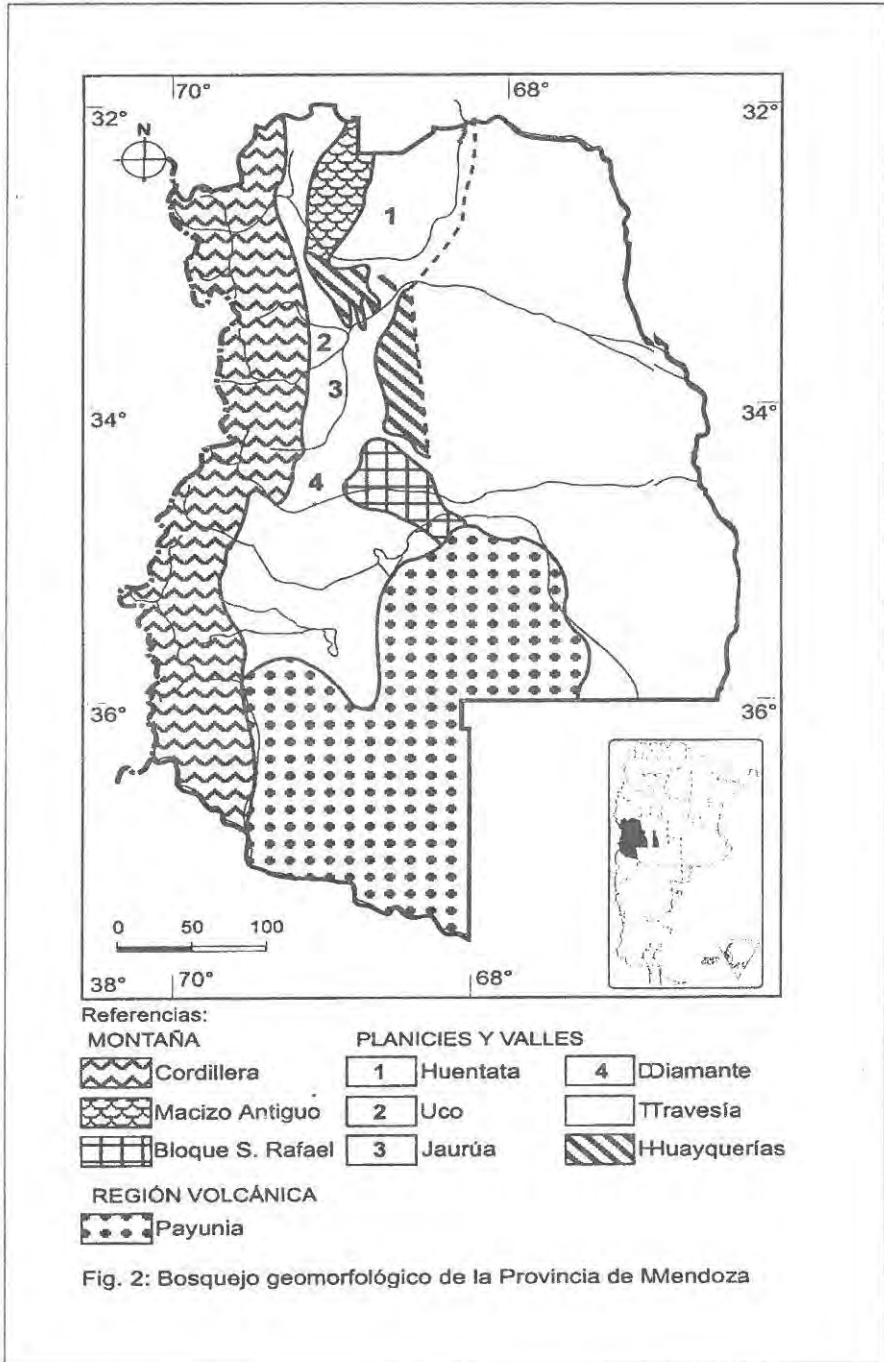 70° 68°
32° 32°
N
1
2
3
34° 34°
4
36° 36°
0 50 100
38° 70° 68°
Referencias:
MONTAÑA PLANICIES Y VALLES
Cordillera 1 Huentata 4 DDiamante
Macizo Antiguo 2 Uco TTravesía
Bloque S. Rafael 3 Jaurúa HHuayquerías
REGIÓN VOLCÁNICA
Payunia
Fig. 2: Bosquejo geomorfológico de la Provincia de MMendoza